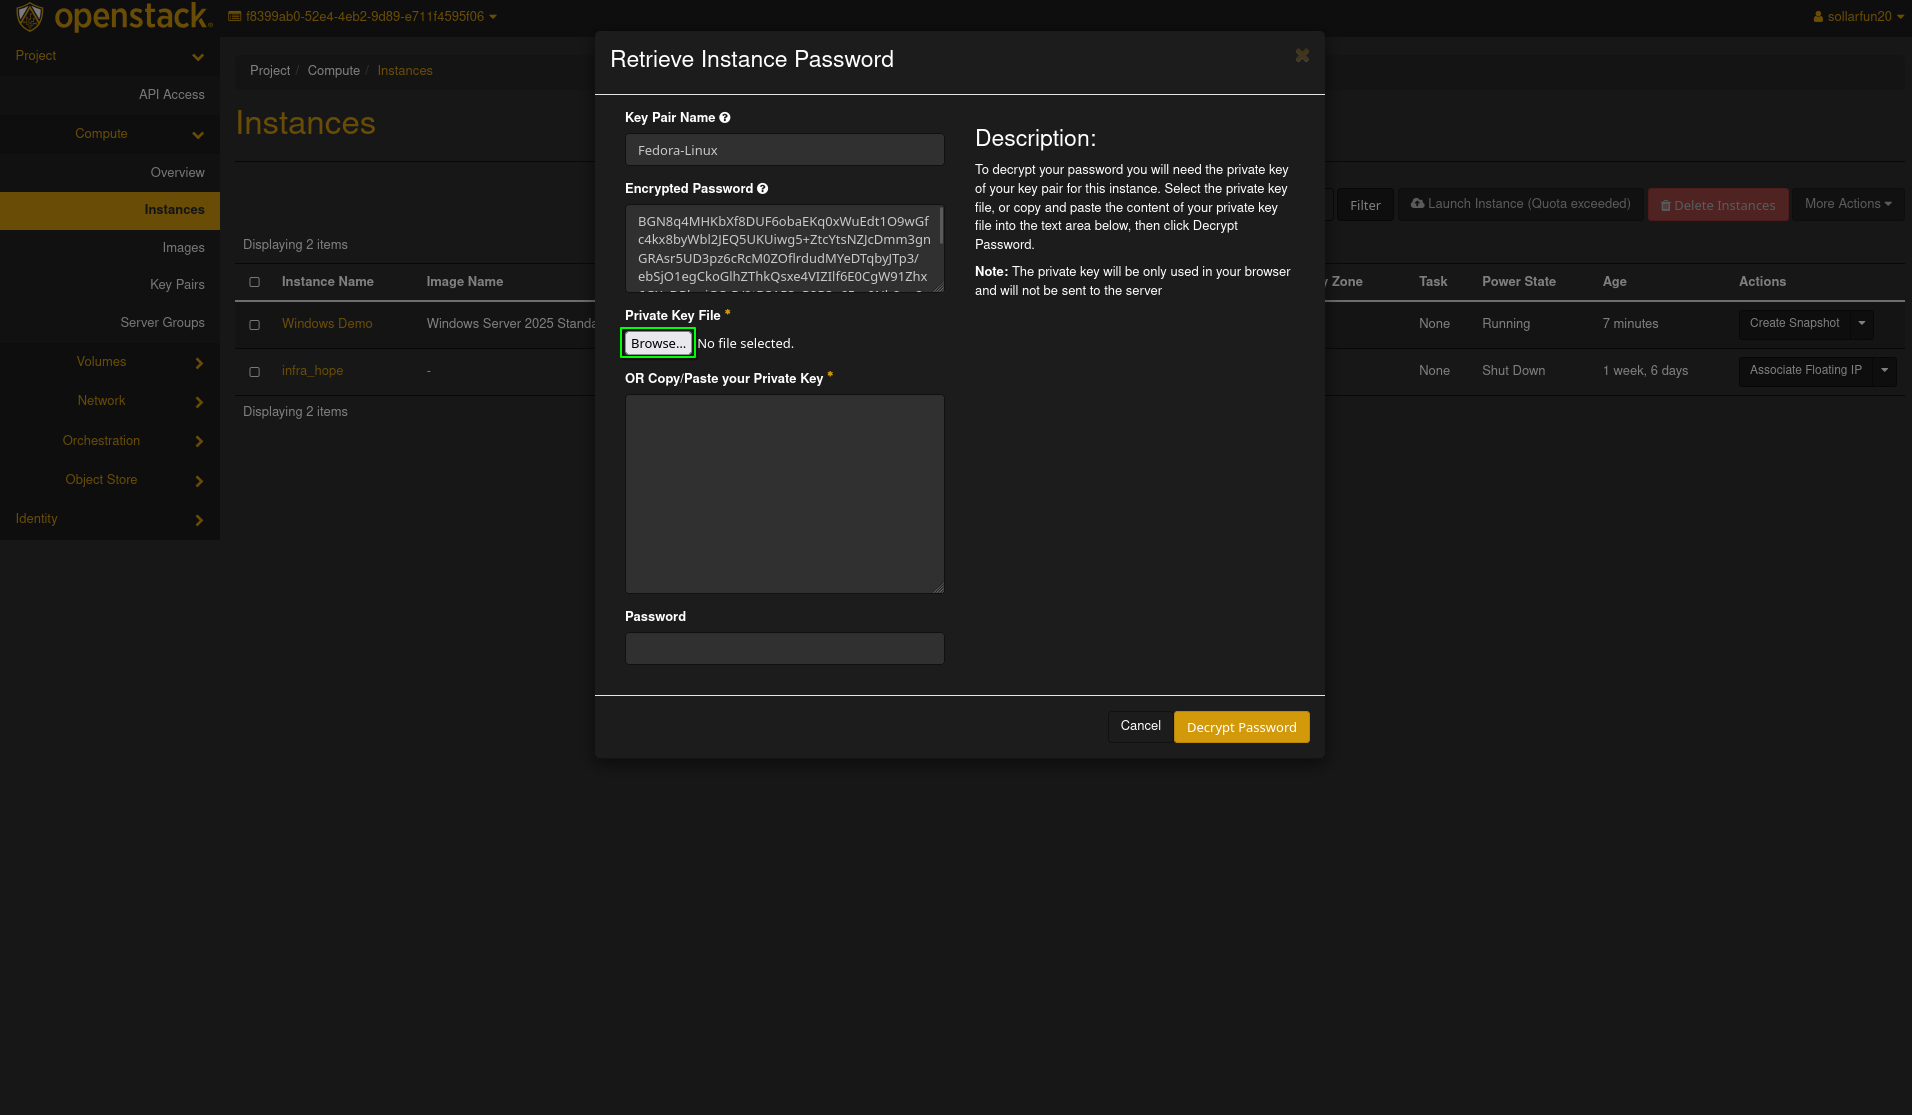 openstack.
f8399ab0-52e4-4eb2-9d89-e711f4595f06
sollarfun20
Project
API Access
Compute
Overview
Instances
Images
Key Pairs
Server Groups
Volumes
Network
Orchestration
Object Store
Identity
Project / Compute / Instances
Instances
Filter
Launch Instance (Quota exceeded)
Delete Instances
More Actions
Displaying 2 items
Instance Name Image Name Zone Task Power State Age Actions
Windows Demo Windows Server 2025 Standa None Running 7 minutes Create Snapshot
infra_hope - None Shut Down 1 week, 6 days Associate Floating IP
Displaying 2 items
Retrieve Instance Password
Key Pair Name
Fedora-Linux
Encrypted Password
BGN8q4MHKbXf8DUF6obaEKq0xWuEdt1O9wGf
c4kx8byWbl2JEQ5UKUiwg5+ZtcYtsNZJcDmm3gn
GRAsr5UD3pz6cRcM0ZOflrdudMYeDTqbyJTp3/
ebSjO1egCkoGlhZThkQsxe4VIZIlf6E0CgW91Zhx
Private Key File *
Browse... No file selected.
OR Copy/Paste your Private Key *
Password
Description:
To decrypt your password you will need the private key
of your key pair for this instance. Select the private key
file, or copy and paste the content of your private key
file into the text area below, then click Decrypt
Password.
Note: The private key will be only used in your browser
and will not be sent to the server
Cancel
Decrypt Password